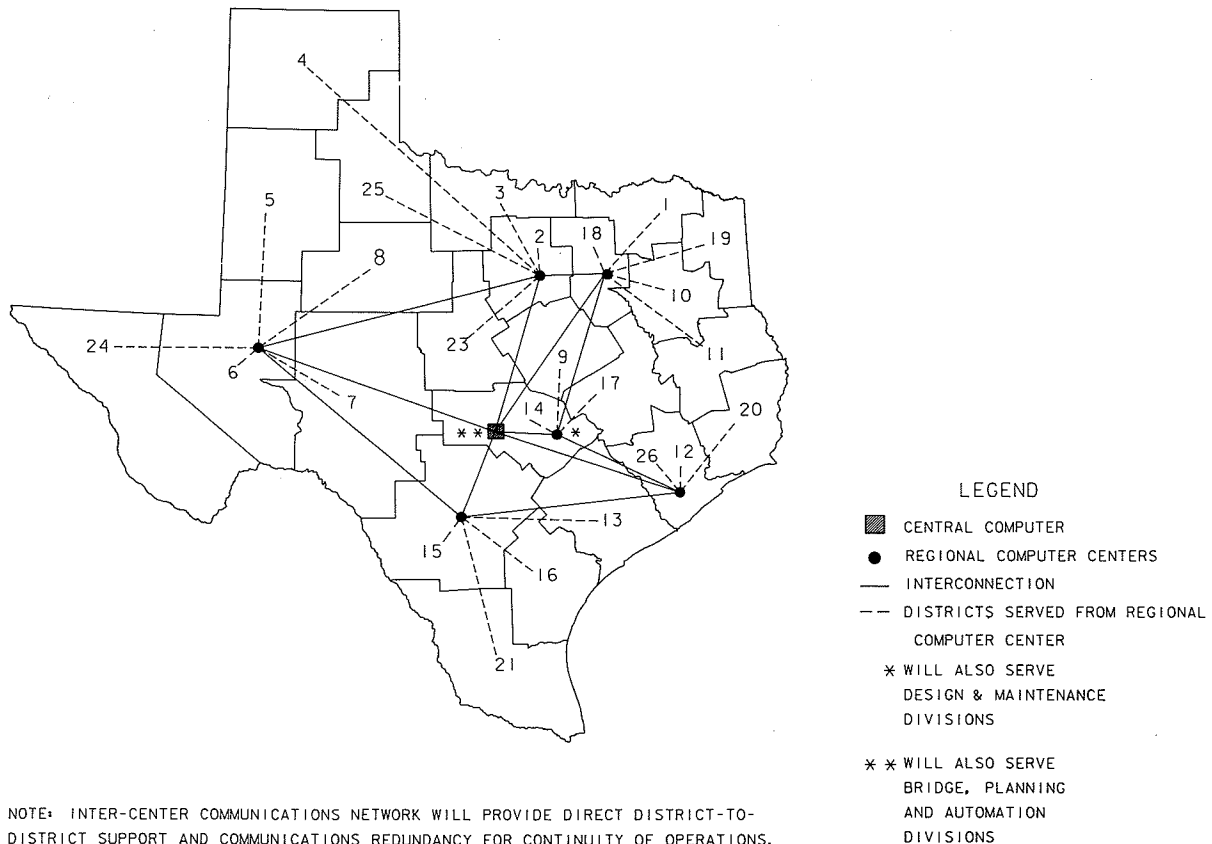 4
25
3
5
2
18
1
19
8
10
24
23
9
11
6
7
17
20
14
* *
*
26
12
13
15
16
21
LEGEND
CENTRAL COMPUTER
REGIONAL COMPUTER CENTERS
INTERCONNECTION
DISTRICTS SERVED FROM REGIONAL
COMPUTER CENTER
* WILL ALSO SERVE
DESIGN & MAINTENANCE
DIVISIONS
* * WILL ALSO SERVE
BRIDGE, PLANNING
AND AUTOMATION
DIVISIONS
NOTE: INTER-CENTER COMMUNICATIONS NETWORK WILL PROVIDE DIRECT DISTRICT-TO-
DISTRICT SUPPORT AND COMMUNICATIONS REDUNDANCY FOR CONTINUITY OF OPERATIONS.